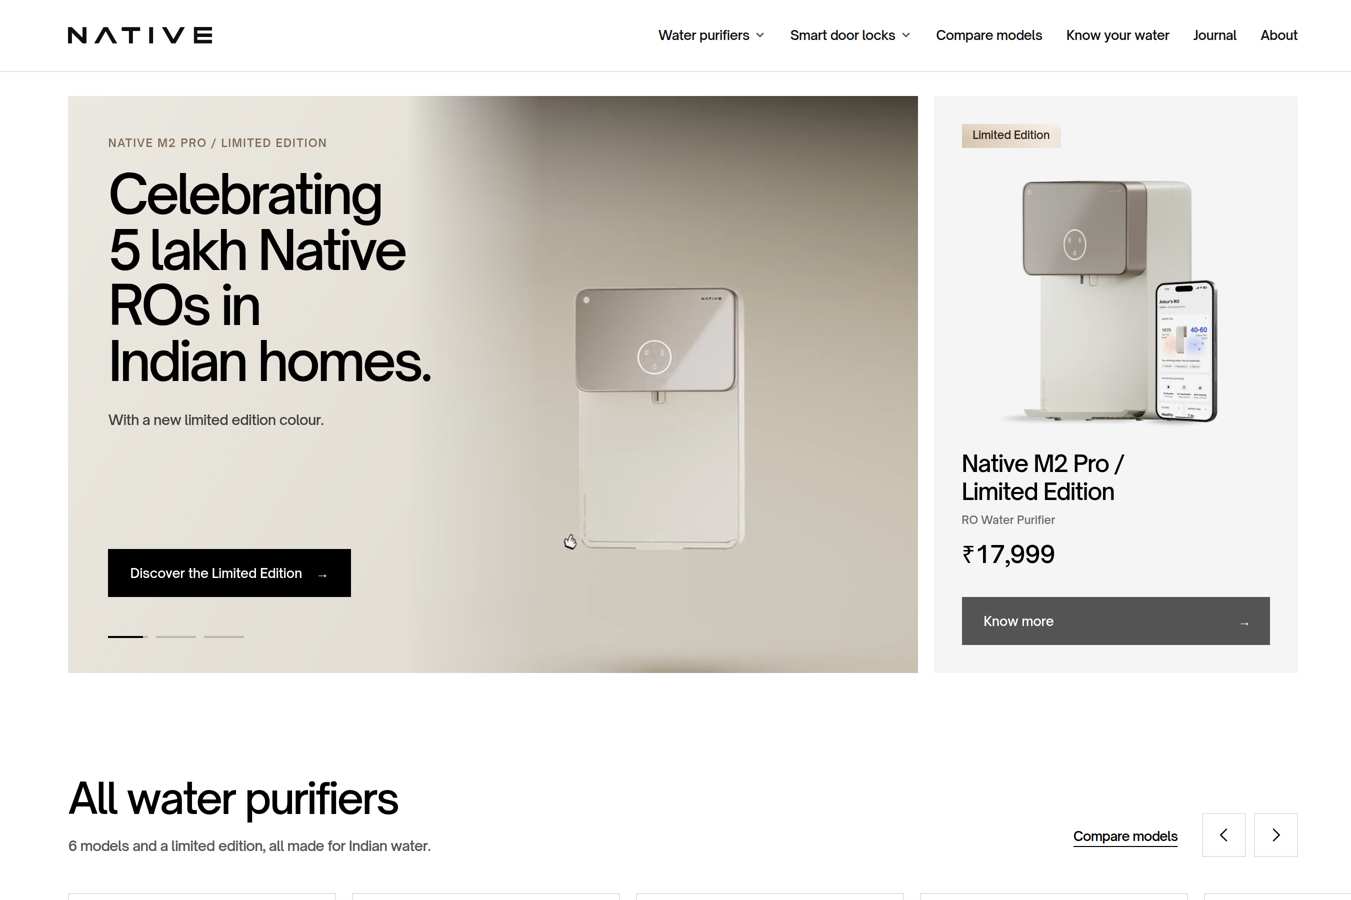 NATIVE
Water purifiers
Smart door locks
Compare models
Know your water
Journal
About
NATIVE M2 PRO / LIMITED EDITION
Celebrating
5 lakh Native
ROs in
Indian homes.
With a new limited edition colour.
Discover the Limited Edition →
NATIVE
Limited Edition
40-60
Native M2 Pro /
Limited Edition
RO Water Purifier
₹17,999
Know more →
All water purifiers
6 models and a limited edition, all made for Indian water.
Compare models